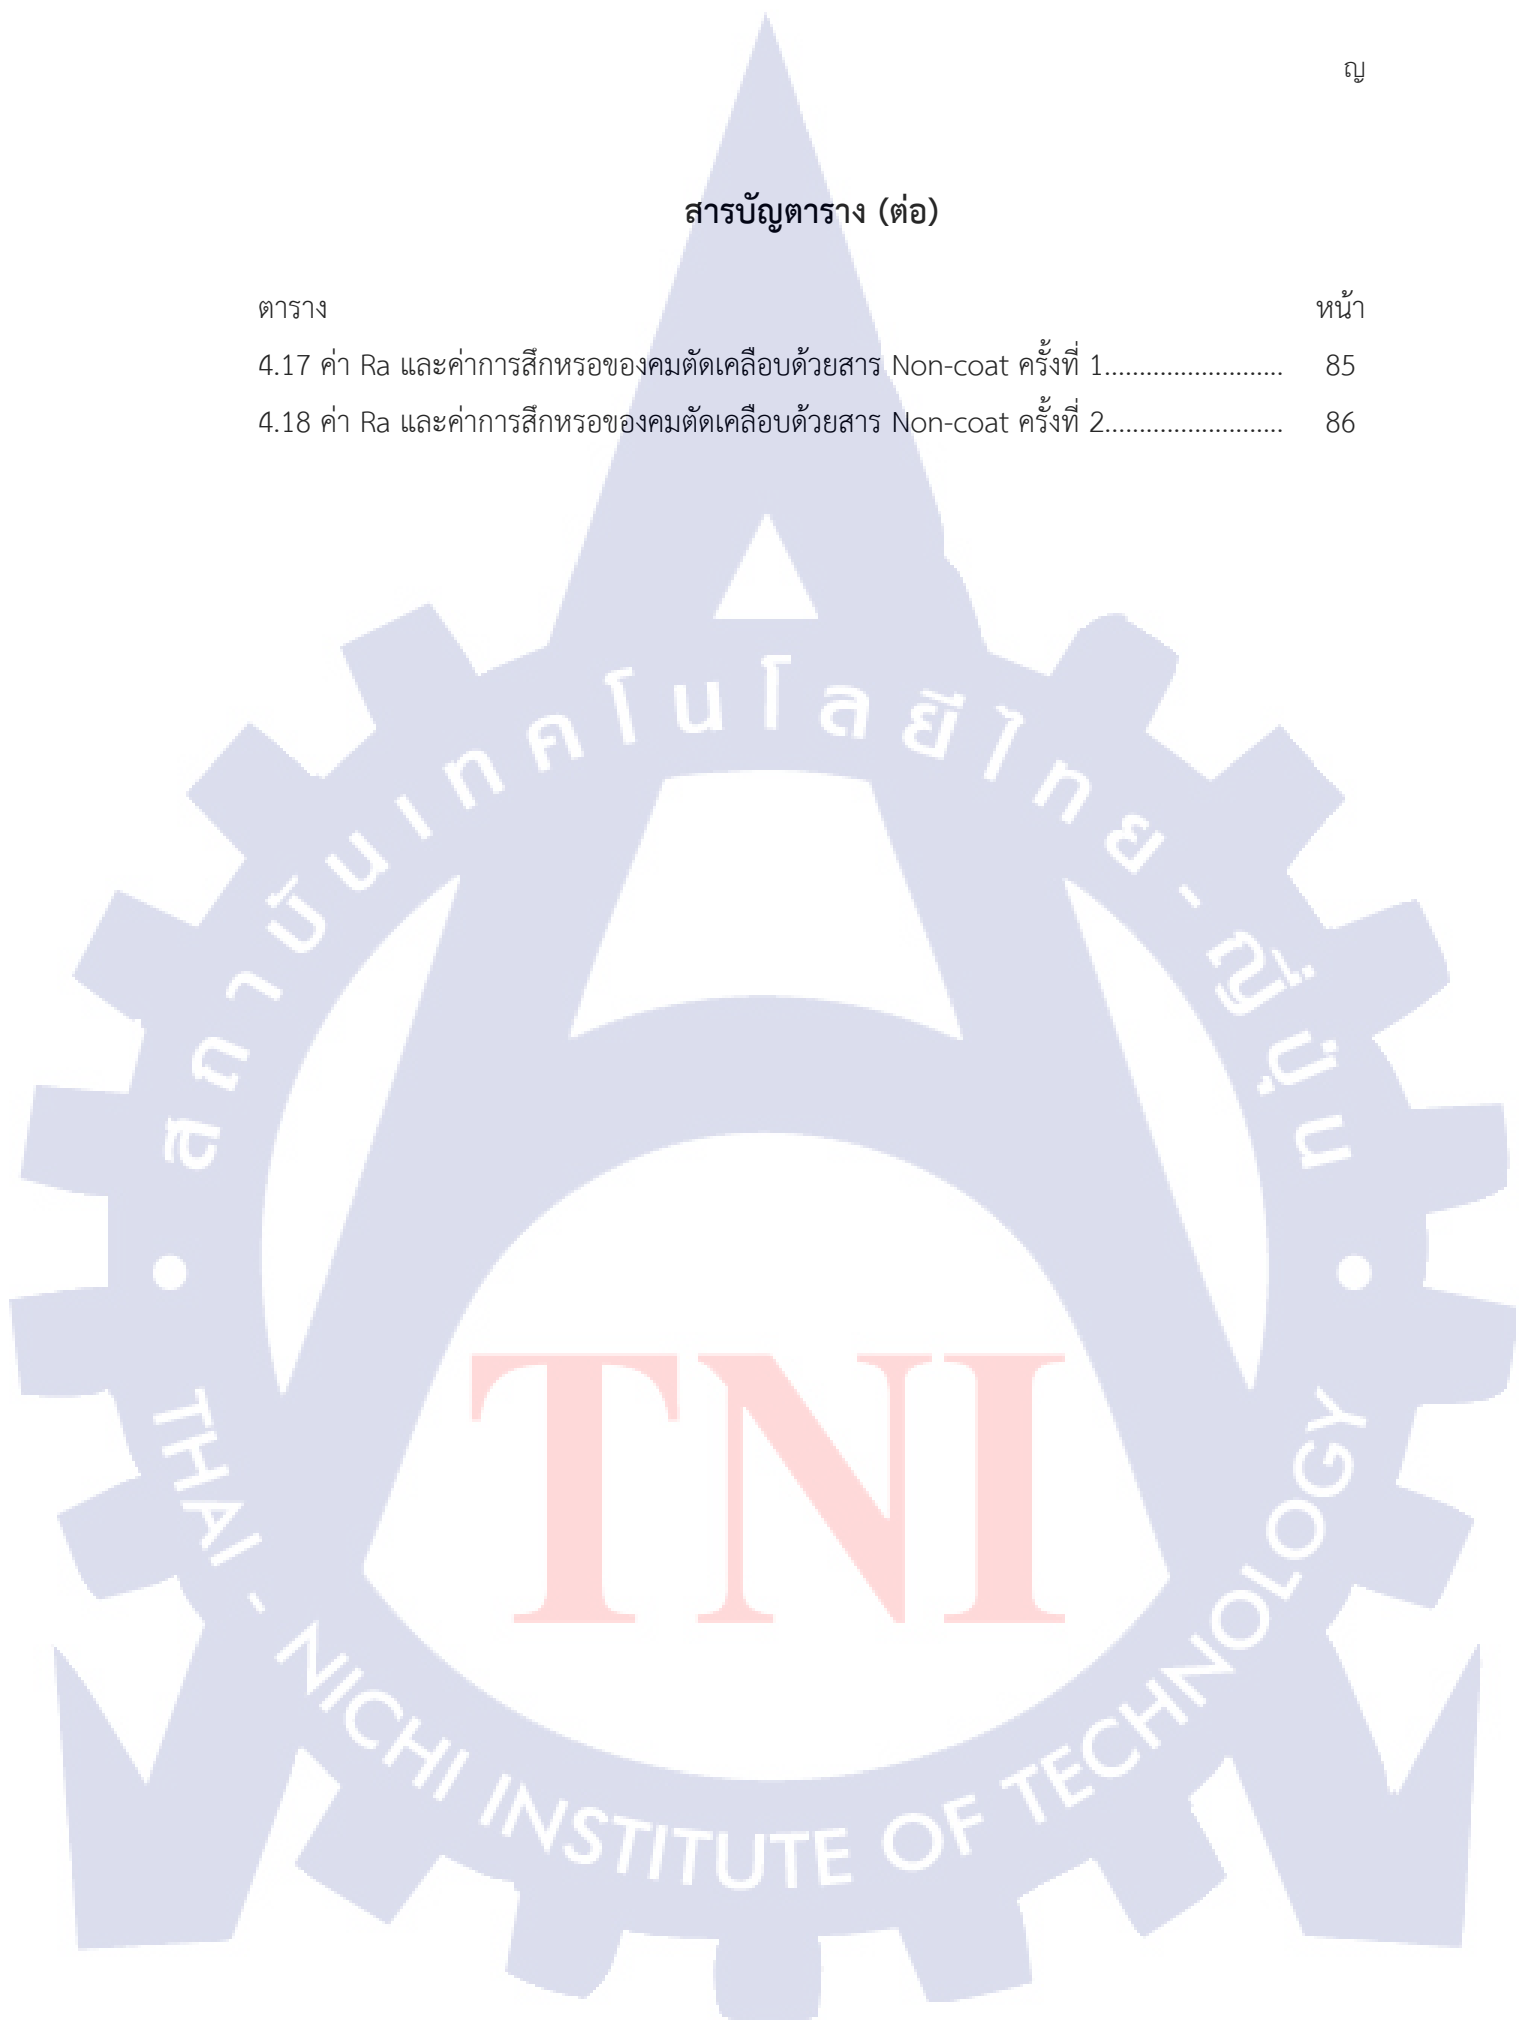 ญ
สารบัญตาราง (ต่อ)
ตาราง หน้า
4.17 ค่า Ra และค่าการสึกหรอของคมตัดเคลือบด้วยสาร Non-coat ครั้งที่ 1......................... 85
4.18 ค่า Ra และค่าการสึกหรอของคมตัดเคลือบด้วยสาร Non-coat ครั้งที่ 2......................... 86
สถาบันเทคโนโลยีไทย-ญี่ปุ่น
TNI
THAI - NICHI INSTITUTE OF TECHNOLOGY